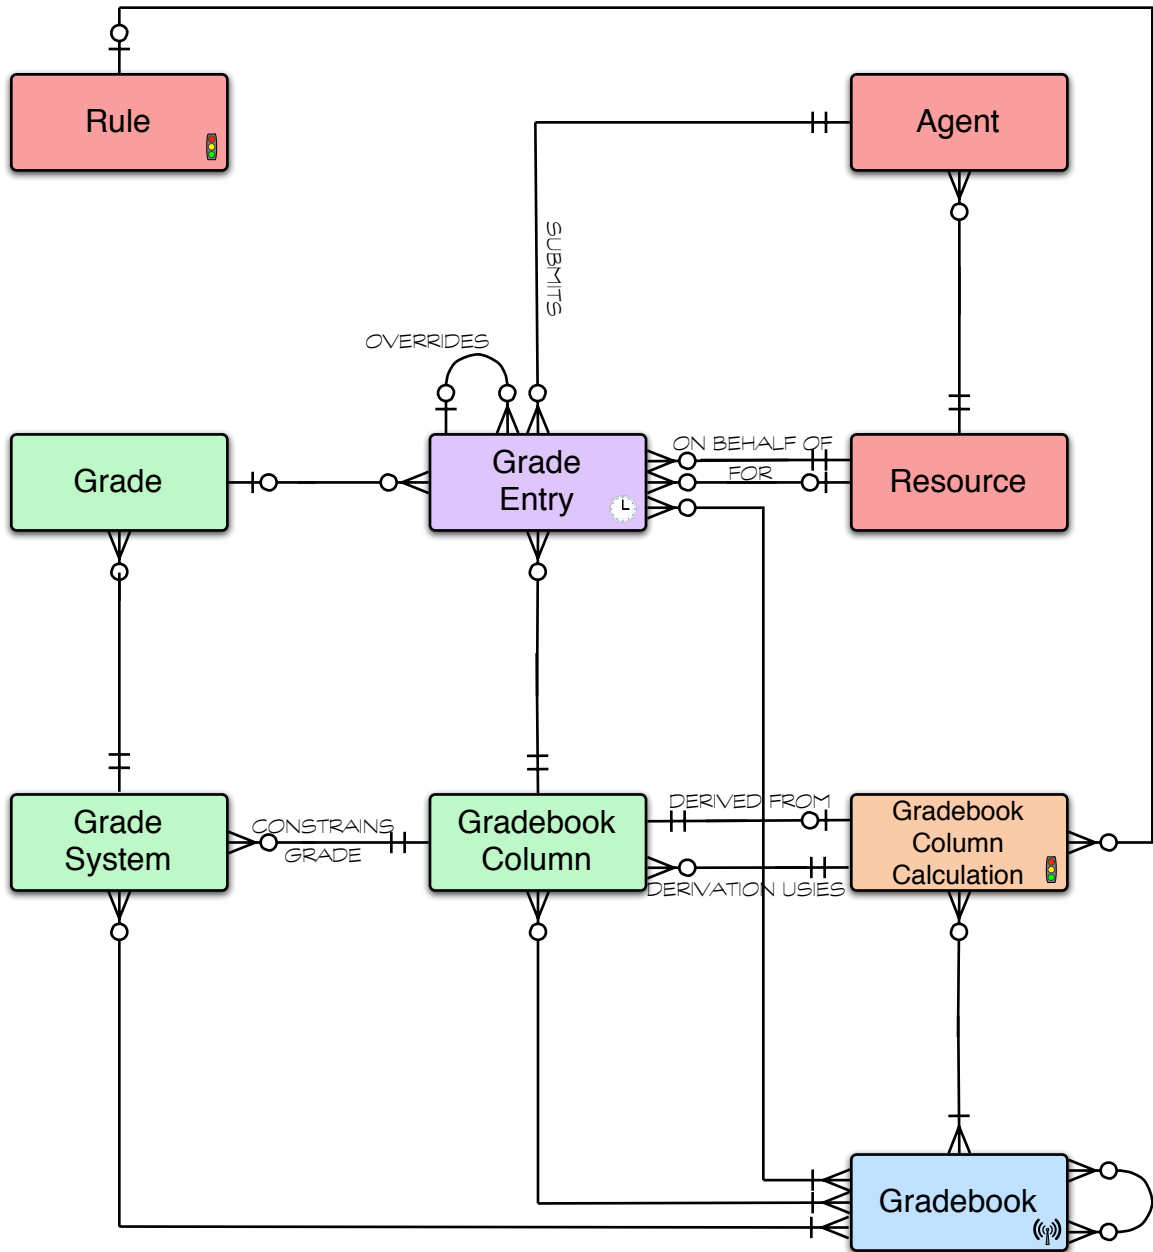 Rule
Agent
SUBMITS
OVERRIDES
Grade
Grade
Entry
ON BEHALF OF
FOR
Resource
Grade
System
CONSTRAINS
GRADE
Gradebook
Column
DERIVED FROM
DERIVATION USIES
Gradebook
Column
Calculation
Gradebook